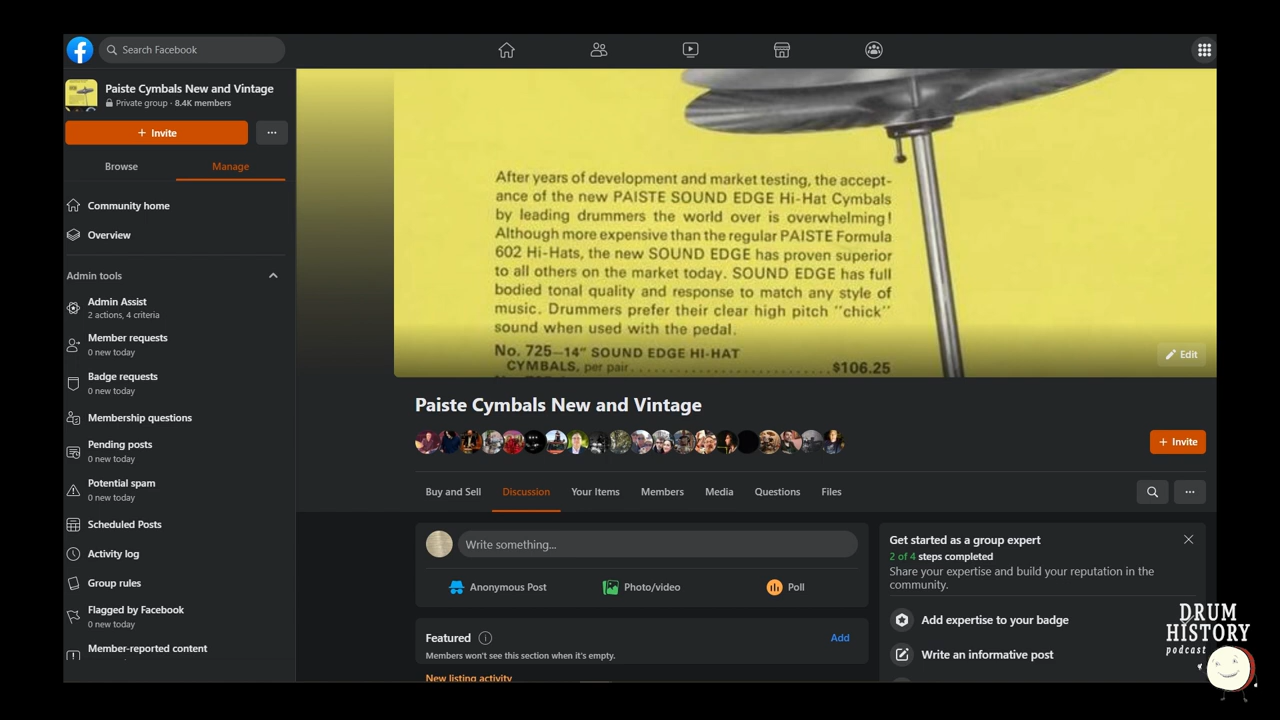 Search Facebook
Paiste Cymbals New and Vintage
Private group · 8.4K members
+ Invite
...
Browse
Manage
Community home
Overview
Admin tools
Admin Assist
2 actions, 4 criteria
Member requests
0 new today
Badge requests
0 new today
Membership questions
Pending posts
0 new today
Potential spam
0 new today
Scheduled Posts
Activity log
Group rules
Flagged by Facebook
0 new today
Member-reported content
After years of development and market testing, the accept-
ance of the new PAISTE SOUND EDGE Hi-Hat Cymbals
by leading drummers the world over is overwhelming!
Although more expensive than the regular PAISTE Formula
602 Hi-Hats, the new SOUND EDGE has proven superior
to all others on the market today. SOUND EDGE has full
bodied tonal quality and response to match any style of
music. Drummers prefer their clear high pitch "chick"
sound when used with the pedal.
No. 725—14" SOUND EDGE HI-HAT
CYMBALS, per pair........................$106.25
Edit
Paiste Cymbals New and Vintage
+ Invite
Buy and Sell
Discussion
Your Items
Members
Media
Questions
Files
...
Write something...
Anonymous Post
Photo/video
Poll
Featured
Add
Members won't see this section when it's empty.
New listing activity
Get started as a group expert
2 of 4 steps completed
Share your expertise and build your reputation in the
community.
Add expertise to your badge
Write an informative post
DRUM
HISTORY
podcast